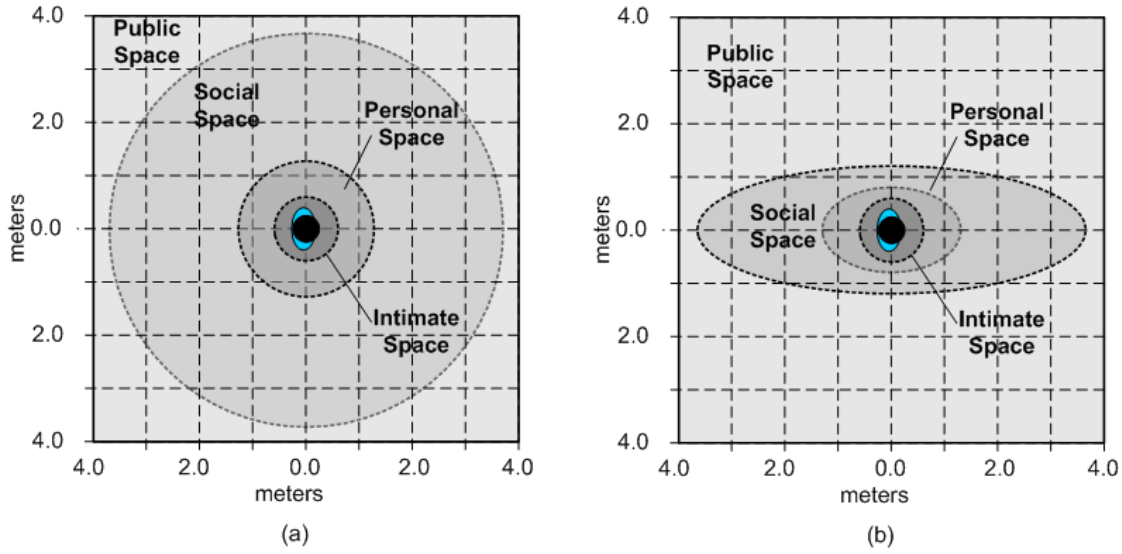 4.0
Public
Space
Social
Space
Personal
Space
2.0
meters
0.0
Intimate
Space
2.0
4.0
4.0 2.0 0.0 2.0 4.0
meters
(a)
4.0
Public
Space
Personal
Space
2.0
meters
0.0
Social
Space
Intimate
Space
2.0
4.0
4.0 2.0 0.0 2.0 4.0
meters
(b)